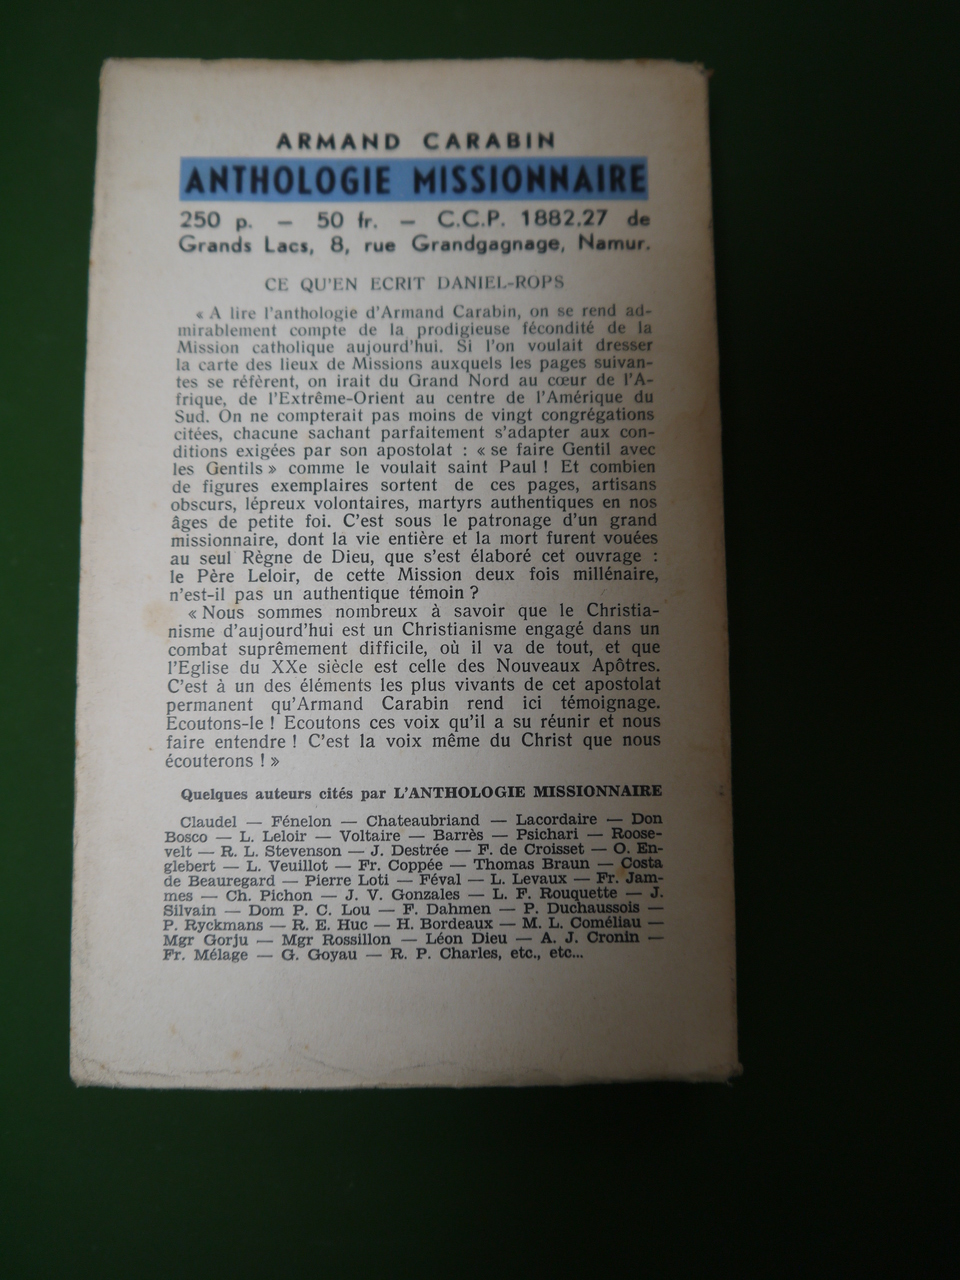 ARMAND CARABIN
ANTHOLOGIE MISSIONNAIRE
250 p. — 50 fr. — C.C.P. 1882.27 de
Grands Lacs, 8, rue Grandgagnage, Namur.
CE QU'EN ECRIT DANIEL-ROPS
« A lire l'anthologie d'Armand Carabin, on se rend ad-
mirablement compte de la prodigieuse fécondité de la
Mission catholique aujourd'hui. Si l'on voulait dresser
la carte des lieux de Missions auxquels les pages suivan-
tes se réfèrent, on irait du Grand Nord au cœur de l'A-
frique, de l'Extrême-Orient au centre de l'Amérique du
Sud. On ne compterait pas moins de vingt congrégations
citées, chacune sachant parfaitement s'adapter aux con-
ditions exigées par son apostolat : « se faire Gentil avec
les Gentils » comme le voulait saint Paul ! Et combien
de figures exemplaires sortent de ces pages, artisans
obscurs, lépreux volontaires, martyrs authentiques en nos
âges de petite foi. C'est sous le patronage d'un grand
missionnaire, dont la vie entière et la mort furent vouées
au seul Règne de Dieu, que s'est élaboré cet ouvrage :
le Père Leloir, de cette Mission deux fois millénaire,
n'est-il pas un authentique témoin ?
« Nous sommes nombreux à savoir que le Christia-
nisme d'aujourd'hui est un Christianisme engagé dans un
combat suprêmement difficile, où il va de tout, et que
l'Eglise du XXe siècle est celle des Nouveaux Apôtres.
C'est à un des éléments les plus vivants de cet apostolat
permanent qu'Armand Carabin rend ici témoignage.
Ecoutons-le ! Ecoutons ces voix qu'il a su réunir et nous
faire entendre ! C'est la voix même du Christ que nous
écouterons ! »
Quelques auteurs cités par L'ANTHOLOGIE MISSIONNAIRE
Claudel — Fénelon — Chateaubriand — Lacordaire — Don
Bosco — L. Leloir — Voltaire — Barrès — Psichari — Roose-
velt — R. L. Stevenson — J. Destrée — F. de Croisset — O. En-
glebert — L. Veuillot — Fr. Coppée — Thomas Braun — Costa
de Beauregard — Pierre Loti — Féval — L. Levaux — Fr. Jam-
mes — Ch. Pichon — J. V. Gonzales — L. F. Rouquette — J.
Silvain — Dom P. C. Lou — F. Dahmen — P. Duchaussois —
P. Ryckmans — R. E. Huc — H. Bordeaux — M. L. Coméliau —
Mgr Gorju — Mgr Rossillon — Léon Dieu — A. J. Cronin —
Fr. Mélage — G. Goyau — R. P. Charles, etc., etc...